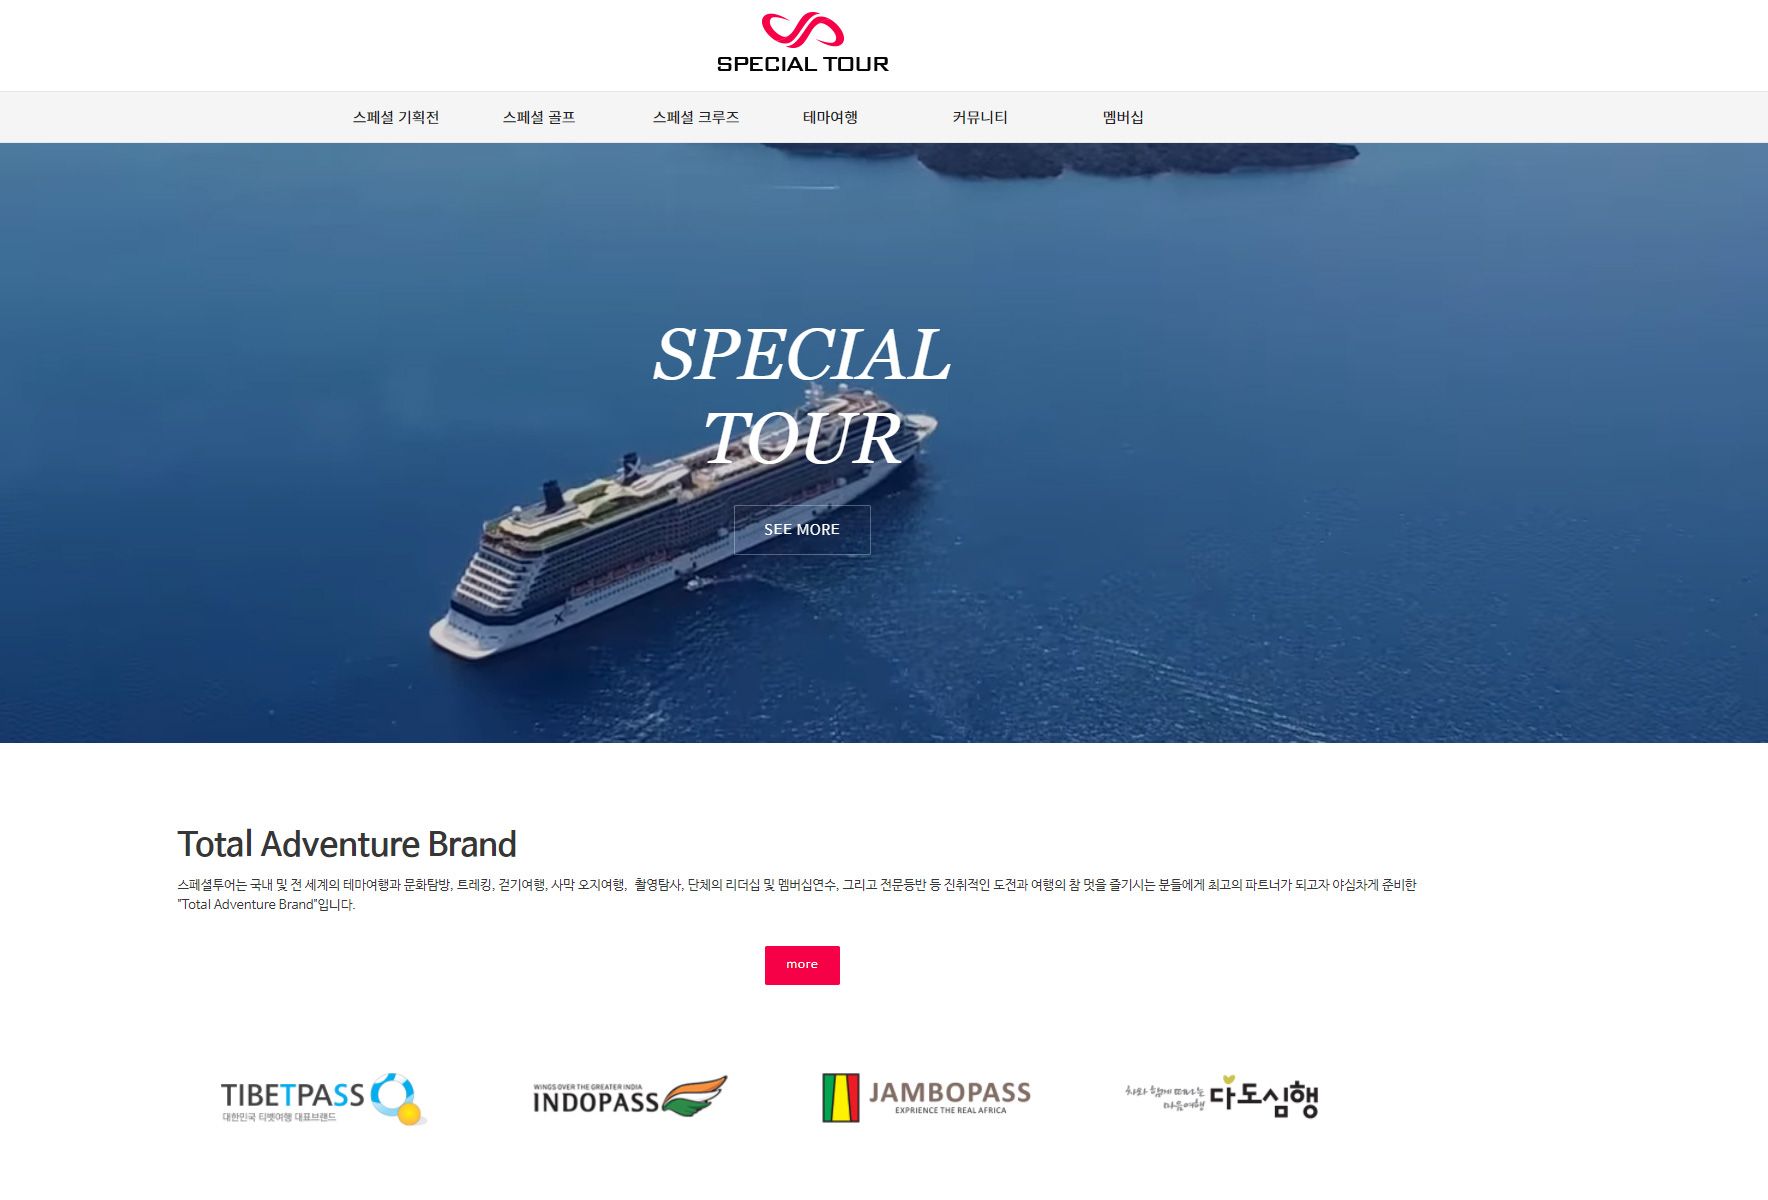 SPECIAL TOUR
스페셜 기획전 스페셜 골프 스페셜 크루즈 테마여행 커뮤니티 멤버십
SPECIAL
TOUR
SEE MORE
Total Adventure Brand
스페셜투어는 국내 및 전 세계의 테마여행과 문화탐방, 트레킹, 걷기여행, 사막 오지여행, 촬영탐사, 단체의 리더십 및 멤버십연수, 그리고 전문등반 등 진취적인 도전과 여행의 참 멋을 즐기시는 분들에게 최고의 파트너가 되고자 야심차게 준비한
"Total Adventure Brand"입니다.
more
TIBETPASS
대한민국 티벳여행 대표브랜드
WINGS OVER THE GREATER INDIA
INDOPASS
JAMBOPASS
EXPRIENCE THE REAL AFRICA
차와 함께 떠나는
마음여행
다도심행